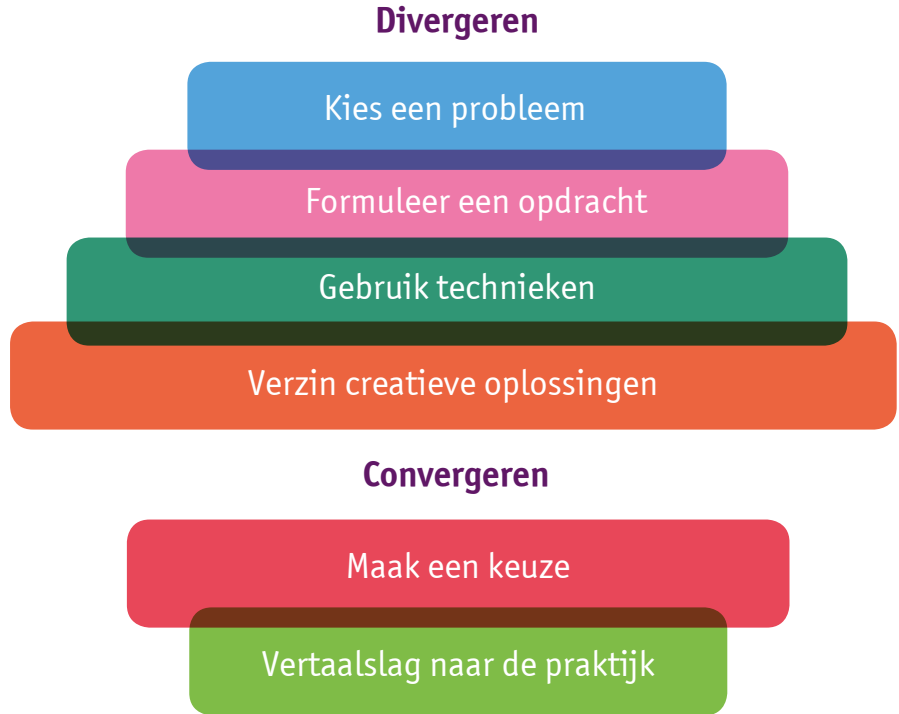 Divergeren
Kies een probleem
Formuleer een opdracht
Gebruik technieken
Verzin creatieve oplossingen
Convergeren
Maak een keuze
Vertaalslag naar de praktijk